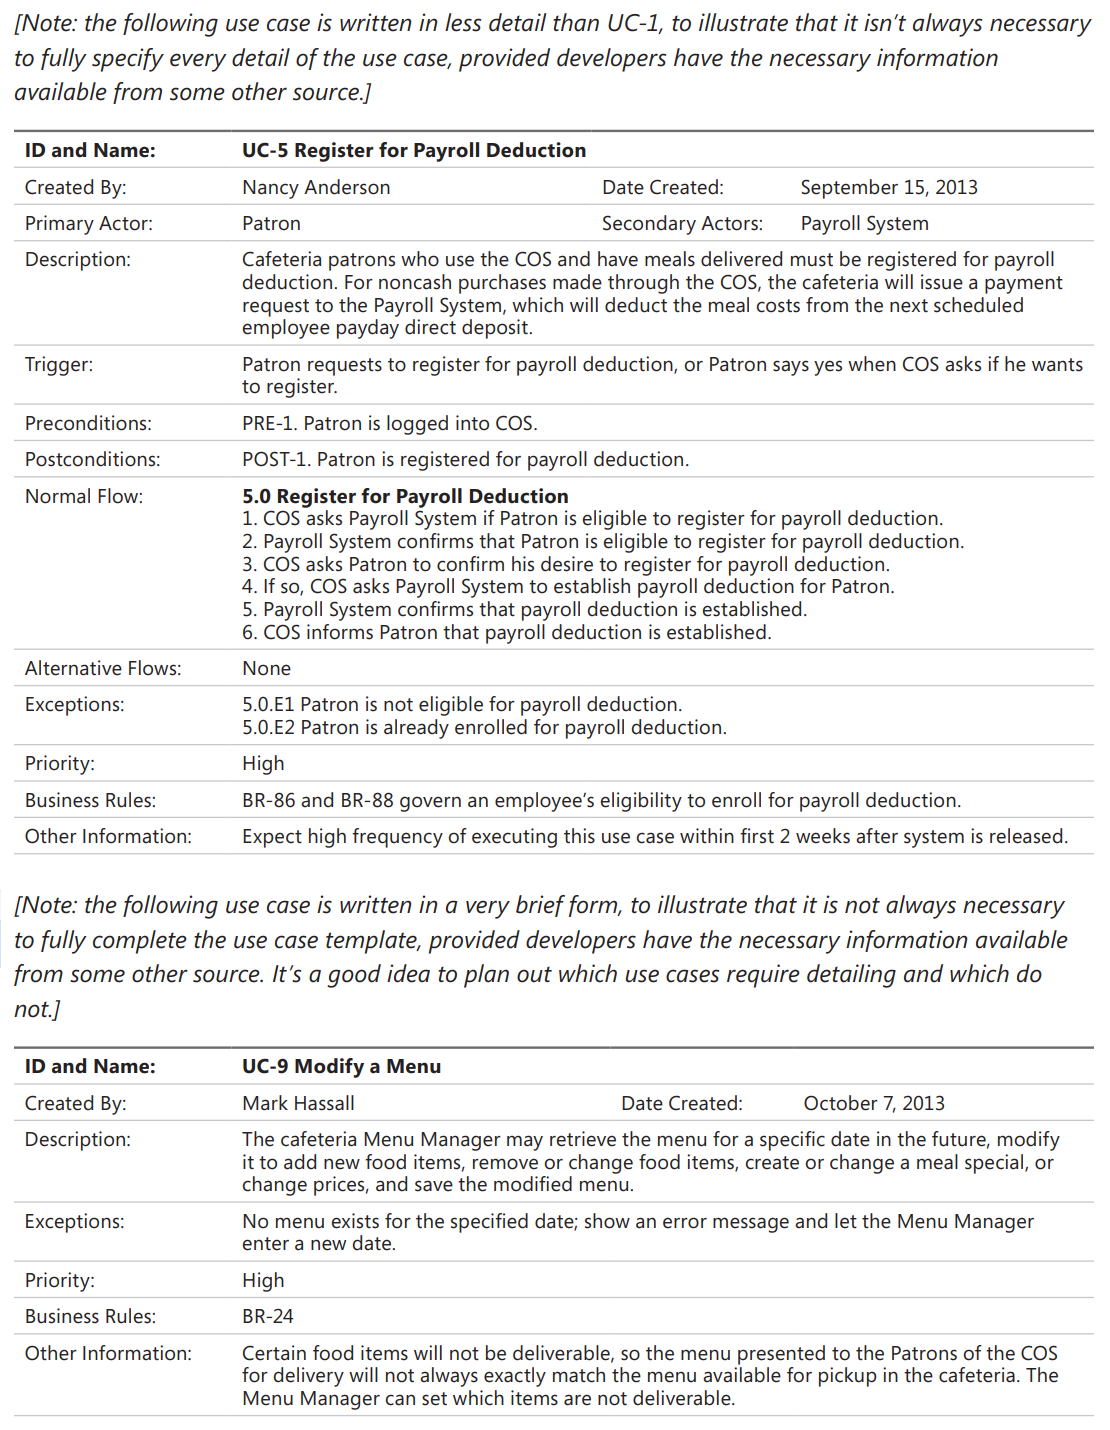 [Note: the following use case is written in less detail than UC-1, to illustrate that it isn’t always necessary
to fully specify every detail of the use case, provided developers have the necessary information
available from some other source.]
ID and Name: UC-5 Register for Payroll Deduction
Created By: Nancy Anderson Date Created: September 15, 2013
Primary Actor: Patron Secondary Actors: Payroll System
Description: Cafeteria patrons who use the COS and have meals delivered must be registered for payroll
deduction. For noncash purchases made through the COS, the cafeteria will issue a payment
request to the Payroll System, which will deduct the meal costs from the next scheduled
employee payday direct deposit.
Trigger: Patron requests to register for payroll deduction, or Patron says yes when COS asks if he wants
to register.
Preconditions: PRE-1. Patron is logged into COS.
Postconditions: POST-1. Patron is registered for payroll deduction.
Normal Flow: 5.0 Register for Payroll Deduction
1. COS asks Payroll System if Patron is eligible to register for payroll deduction.
2. Payroll System confirms that Patron is eligible to register for payroll deduction.
3. COS asks Patron to confirm his desire to register for payroll deduction.
4. If so, COS asks Payroll System to establish payroll deduction for Patron.
5. Payroll System confirms that payroll deduction is established.
6. COS informs Patron that payroll deduction is established.
Alternative Flows: None
Exceptions: 5.0.E1 Patron is not eligible for payroll deduction.
5.0.E2 Patron is already enrolled for payroll deduction.
Priority: High
Business Rules: BR-86 and BR-88 govern an employee’s eligibility to enroll for payroll deduction.
Other Information: Expect high frequency of executing this use case within first 2 weeks after system is released.
[Note: the following use case is written in a very brief form, to illustrate that it is not always necessary
to fully complete the use case template, provided developers have the necessary information available
from some other source. It’s a good idea to plan out which use cases require detailing and which do
not.]
ID and Name: UC-9 Modify a Menu
Created By: Mark Hassall Date Created: October 7, 2013
Description: The cafeteria Menu Manager may retrieve the menu for a specific date in the future, modify
it to add new food items, remove or change food items, create or change a meal special, or
change prices, and save the modified menu.
Exceptions: No menu exists for the specified date; show an error message and let the Menu Manager
enter a new date.
Priority: High
Business Rules: BR-24
Other Information: Certain food items will not be deliverable, so the menu presented to the Patrons of the COS
for delivery will not always exactly match the menu available for pickup in the cafeteria. The
Menu Manager can set which items are not deliverable.